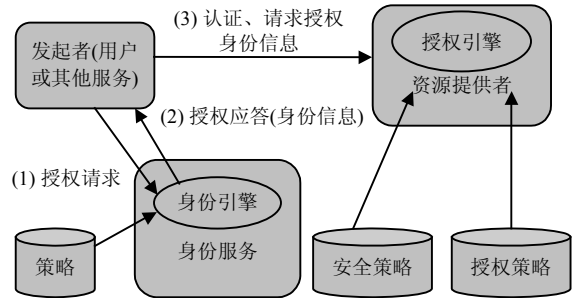 (3) 认证、请求授权
身份信息
发起者(用户
或其他服务)
授权引擎
资源提供者
(2) 授权应答(身份信息)
(1) 授权请求
身份引擎
身份服务
策略
安全策略
授权策略